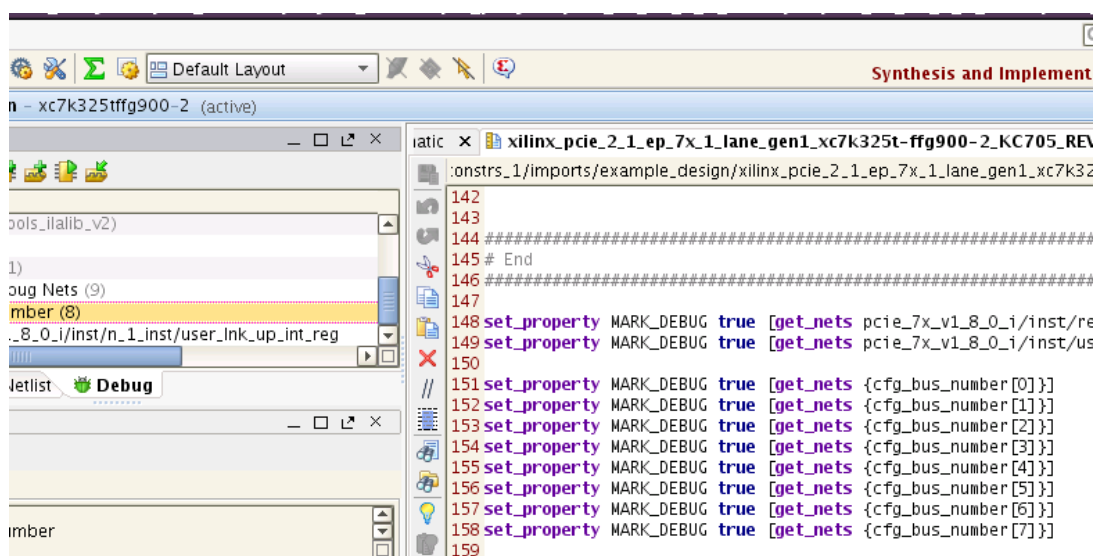 Default Layout
Synthesis and Implement
n - xc7k325tffg900-2 (active)
ools_ilalib_v2)
1)
oug Nets (9)
mber (8)
._8_0_i/inst/n_1_inst/user_lnk_up_int_reg
Netlist Debug
umber
natic xilinx_pcie_2_1_ep_7x_1_lane_gen1_xc7k325t-ffg900-2_KC705_REV
:onstrs_1/imports/example_design/xilinx_pcie_2_1_ep_7x_1_lane_gen1_xc7k32
142
143
144 ##########################################################################
145 # End
146 ##########################################################################
147
148 set_property MARK_DEBUG true [get_nets pcie_7x_v1_8_0_i/inst/re
149 set_property MARK_DEBUG true [get_nets pcie_7x_v1_8_0_i/inst/us
150
151 set_property MARK_DEBUG true [get_nets {cfg_bus_number[0]}]
152 set_property MARK_DEBUG true [get_nets {cfg_bus_number[1]}]
153 set_property MARK_DEBUG true [get_nets {cfg_bus_number[2]}]
154 set_property MARK_DEBUG true [get_nets {cfg_bus_number[3]}]
155 set_property MARK_DEBUG true [get_nets {cfg_bus_number[4]}]
156 set_property MARK_DEBUG true [get_nets {cfg_bus_number[5]}]
157 set_property MARK_DEBUG true [get_nets {cfg_bus_number[6]}]
158 set_property MARK_DEBUG true [get_nets {cfg_bus_number[7]}]
159